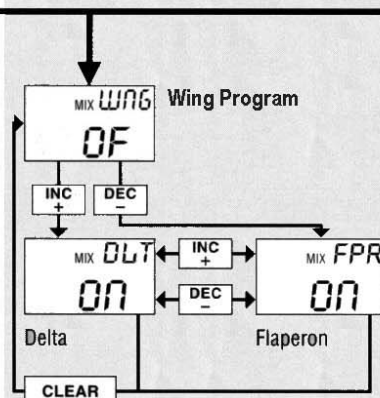 MIX WNG Wing Program
OF
INC + DEC –
MIX DLT INC + MIX FPR
ON DEC – ON
Delta Flaperon
CLEAR